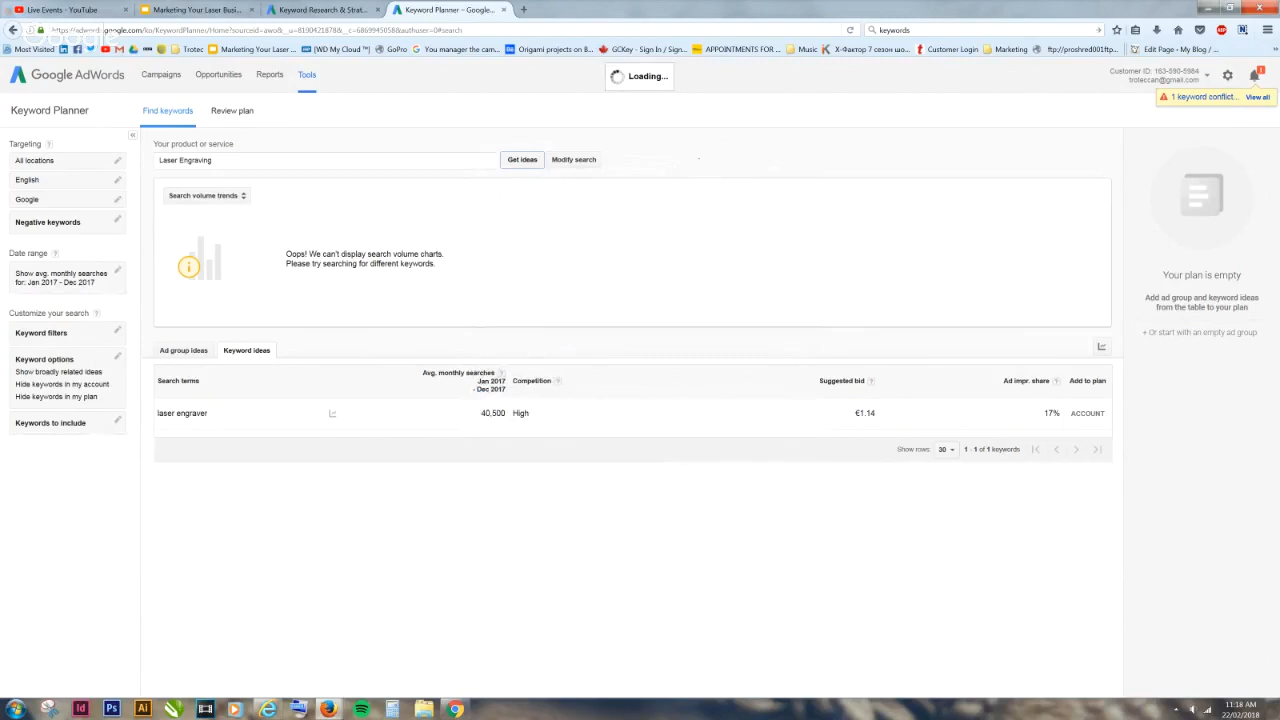 Live Events - YouTube
Marketing Your Laser Busi...
Keyword Research & Strat...
Keyword Planner – Google...
google.com/ko/KeywordPlanner/Home?sourceid=awo&__u=8190421878&__c=6869945058&authuser=0#search
keywords
Most Visited
Trotec
Marketing Your Laser ...
[WD My Cloud ™]
GoPro
You manager the cam...
Origami projects on B...
GCKey - Sign In / Sign...
APPOINTMENTS FOR ...
Music
Х-Фактор 7 сезон шо...
Customer Login
Marketing
ftp://proshred001ftp...
Edit Page ‹ My Blog / ...
Google AdWords
Campaigns
Opportunities
Reports
Tools
Loading...
Customer ID: 163-590-5984
troteccan@gmail.com
1
1 keyword conflict... View all
Keyword Planner
Find keywords
Review plan
Targeting ?
All locations
English
Google
Negative keywords
Date range ?
Show avg. monthly searches
for: Jan 2017 - Dec 2017
Customize your search ?
Keyword filters
Keyword options
Show broadly related ideas
Hide keywords in my account
Hide keywords in my plan
Keywords to include
Your product or service
Laser Engraving
Get ideas
Modify search
Search volume trends
Oops! We can't display search volume charts.
Please try searching for different keywords.
Ad group ideas
Keyword ideas
Search terms
Avg. monthly searches ?
Jan 2017
- Dec 2017
Competition ?
Suggested bid ?
Ad impr. share ?
Add to plan
laser engraver
40,500
High
€1.14
17%
ACCOUNT
Show rows: 30
1 - 1 of 1 keywords
Your plan is empty
Add ad group and keyword ideas
from the table to your plan
+ Or start with an empty ad group
Id
Ps
Ai
11:18 AM
22/02/2018